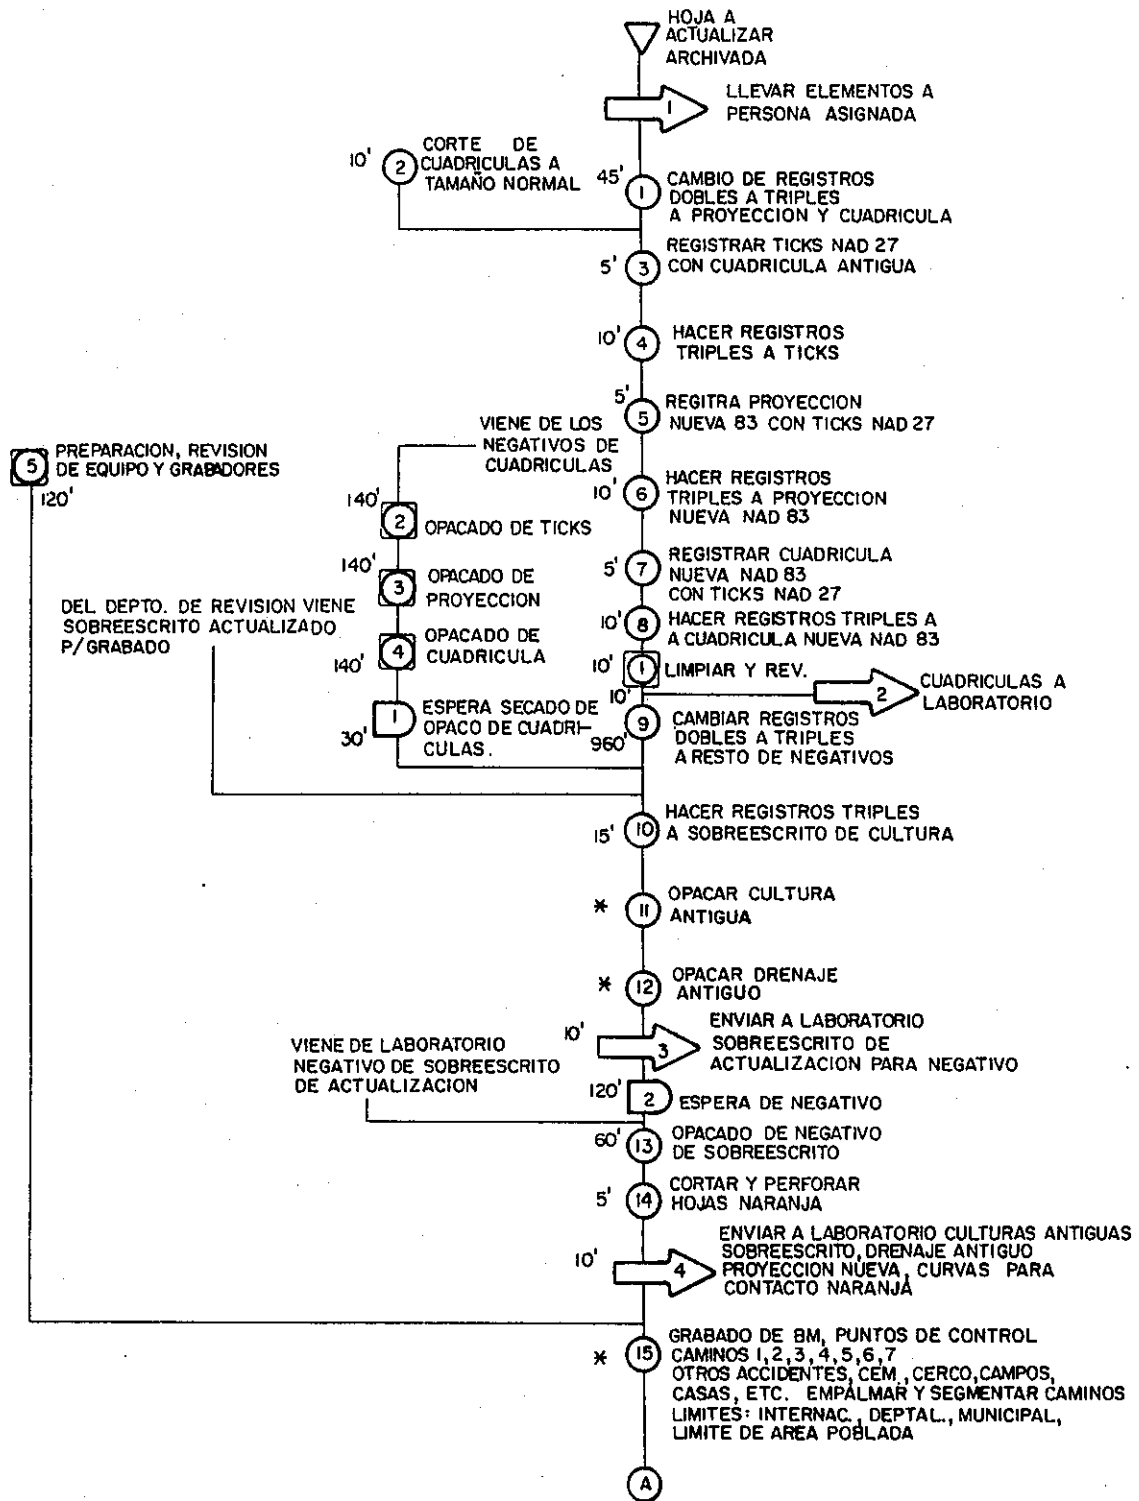 HOJA A
ACTUALIZAR
ARCHIVADA
1
LLEVAR ELEMENTOS A
PERSONA ASIGNADA
10'
2
CORTE DE
CUADRICULAS A
TAMAÑO NORMAL
45'
1
CAMBIO DE REGISTROS
DOBLES A TRIPLES
A PROYECCION Y CUADRICULA
5'
3
REGISTRAR TICKS NAD 27
CON CUADRICULA ANTIGUA
10'
4
HACER REGISTROS
TRIPLES A TICKS
5'
5
REGITRA PROYECCION
NUEVA 83 CON TICKS NAD 27
VIENE DE LOS
NEGATIVOS DE
CUADRICULAS
5
PREPARACION, REVISION
DE EQUIPO Y GRABADORES
120'
10'
6
HACER REGISTROS
TRIPLES A PROYECCION
NUEVA NAD 83
140'
2
OPACADO DE TICKS
5'
7
REGISTRAR CUADRICULA
NUEVA NAD 83
CON TICKS NAD 27
140'
3
OPACADO DE
PROYECCION
DEL DEPTO. DE REVISION VIENE
SOBREESCRITO ACTUALIZADO
P/GRABADO
10'
8
HACER REGISTROS TRIPLES A
A CUADRICULA NUEVA NAD 83
140'
4
OPACADO DE
CUADRICULA
10'
1
LIMPIAR Y REV.
10'
2
CUADRICULAS A
LABORATORIO
30'
1
ESPERA SECADO DE
OPACO DE CUADRI-
CULAS.
960'
9
CAMBIAR REGISTROS
DOBLES A TRIPLES
A RESTO DE NEGATIVOS
15'
10
HACER REGISTROS TRIPLES
A SOBREESCRITO DE CULTURA
*
11
OPACAR CULTURA
ANTIGUA
*
12
OPACAR DRENAJE
ANTIGUO
10'
3
ENVIAR A LABORATORIO
SOBREESCRITO DE
ACTUALIZACION PARA NEGATIVO
VIENE DE LABORATORIO
NEGATIVO DE SOBREESCRITO
DE ACTUALIZACION
120'
2
ESPERA DE NEGATIVO
60'
13
OPACADO DE NEGATIVO
DE SOBREESCRITO
5'
14
CORTAR Y PERFORAR
HOJAS NARANJA
10'
4
ENVIAR A LABORATORIO CULTURAS ANTIGUAS
SOBREESCRITO, DRENAJE ANTIGUO
PROYECCION NUEVA, CURVAS PARA
CONTACTO NARANJA
*
15
GRABADO DE BM, PUNTOS DE CONTROL
CAMINOS 1,2,3,4,5,6,7
OTROS ACCIDENTES, CEM., CERCO, CAMPOS,
CASAS, ETC. EMPALMAR Y SEGMENTAR CAMINOS
LIMITES: INTERNAC., DEPTAL., MUNICIPAL,
LIMITE DE AREA POBLADA
A